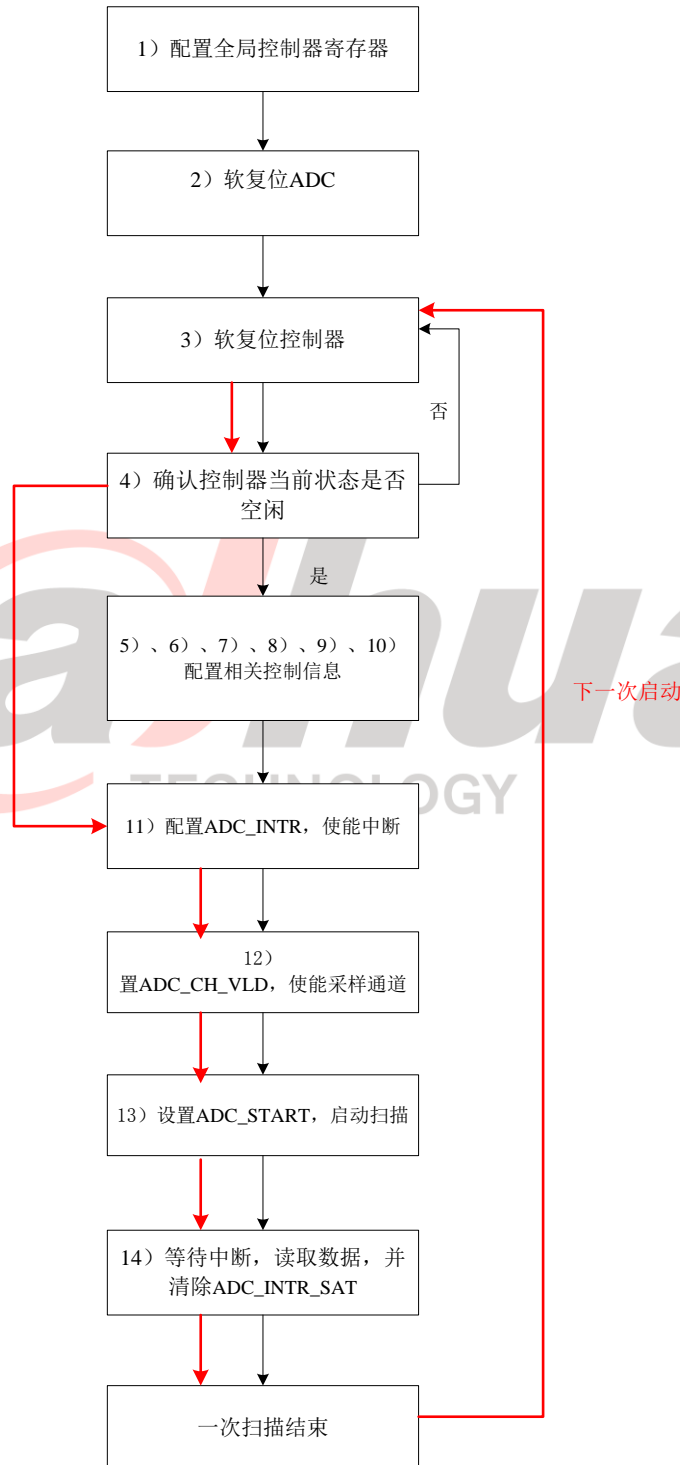 1）配置全局控制器寄存器
2）软复位ADC
3）软复位控制器
否
4）确认控制器当前状态是否
空闲
是
5）、6）、7）、8）、9）、10）
配置相关控制信息
下一次启动
TECHNOLOGY
11）配置ADC_INTR，使能中断
12）
置ADC_CH_VLD，使能采样通道
13）设置ADC_START，启动扫描
14）等待中断，读取数据，并
清除ADC_INTR_SAT
一次扫描结束